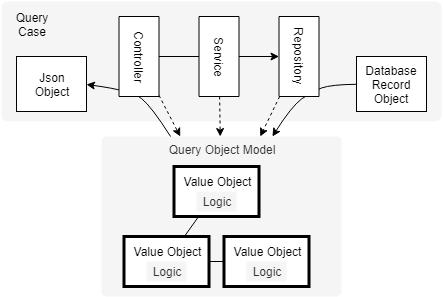 Query
Case
Controller
Service
Repository
Json
Object
Database
Record
Object
Query Object Model
Value Object
Logic
Value Object
Logic
Value Object
Logic